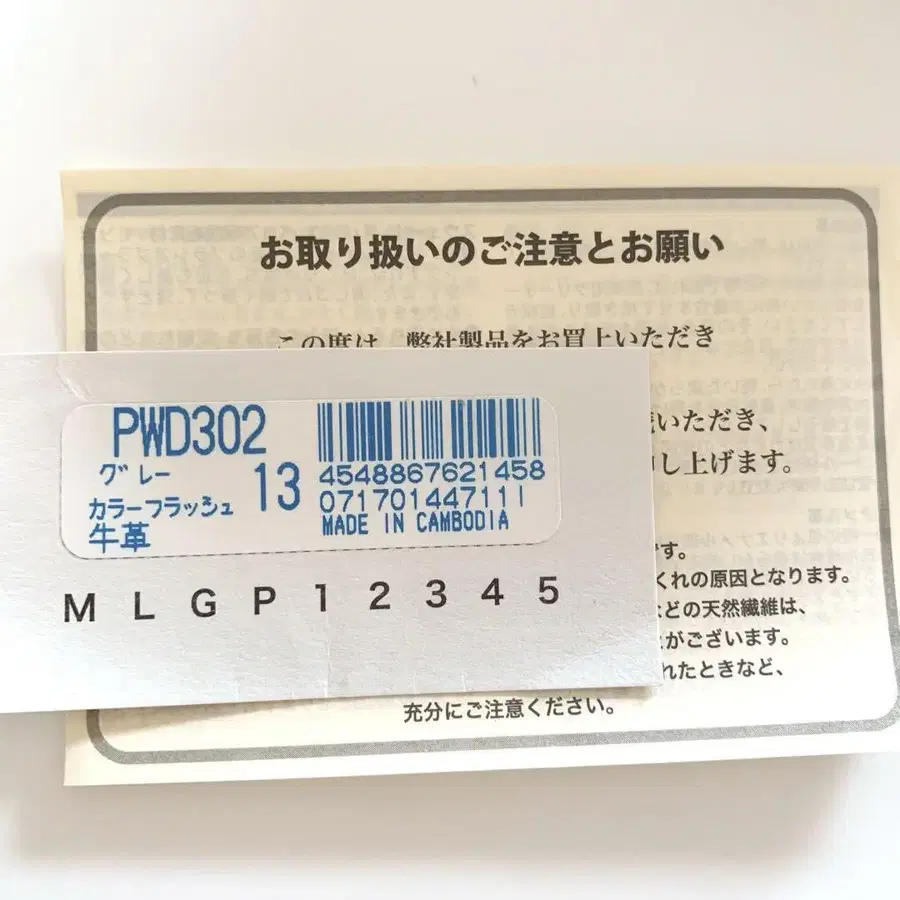 お取り扱いのご注意とお願い
この度は、弊社製品をお買上いただき
いただき、
し上げます。
PWD302
グレー 13
カラーフラッシュ
牛革
4548867621458
0717014471111
MADE IN CAMBODIA
M L G P 1 2 3 4 5
です。
くれの原因となります。
などの天然繊維は、
とがございます。
れたときなど、
充分にご注意ください。